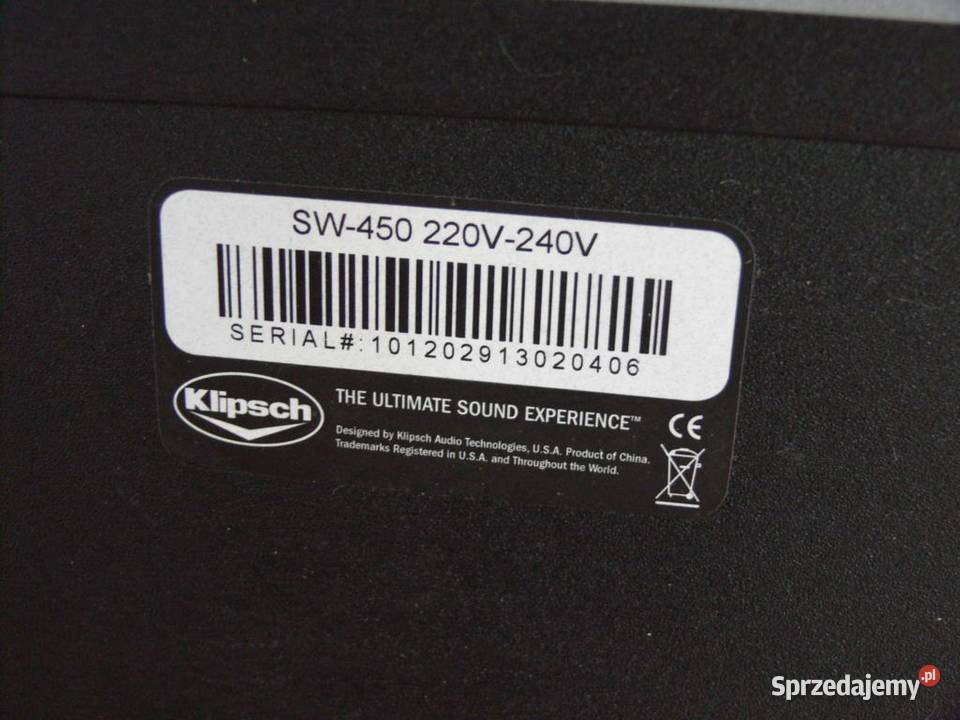 SW-450 220V-240V
SERIAL#:101202913020406
Klipsch
THE ULTIMATE SOUND EXPERIENCE™
Designed by Klipsch Audio Technologies, U.S.A. Product of China.
Trademarks Registered in U.S.A. and Throughout the World.
CE
Sprzedajemy.pl